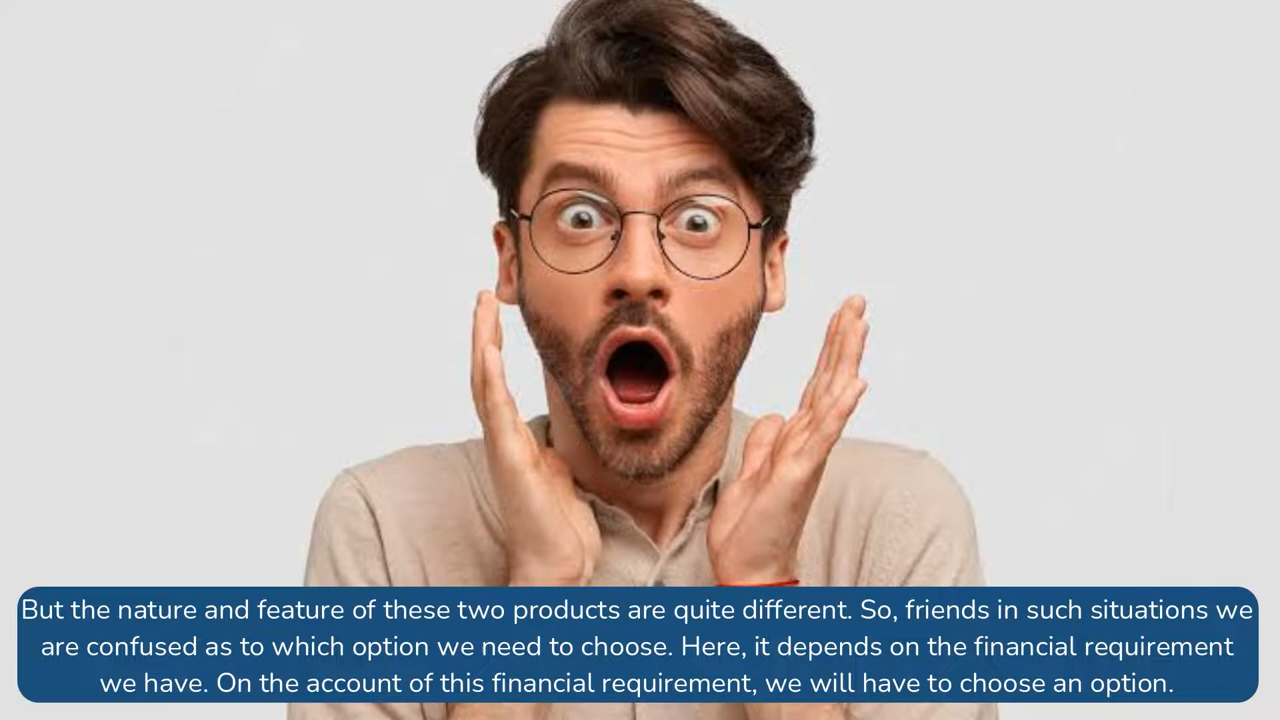 But the nature and feature of these two products are quite different. So, friends in such situations we
are confused as to which option we need to choose. Here, it depends on the financial requirement
we have. On the account of this financial requirement, we will have to choose an option.